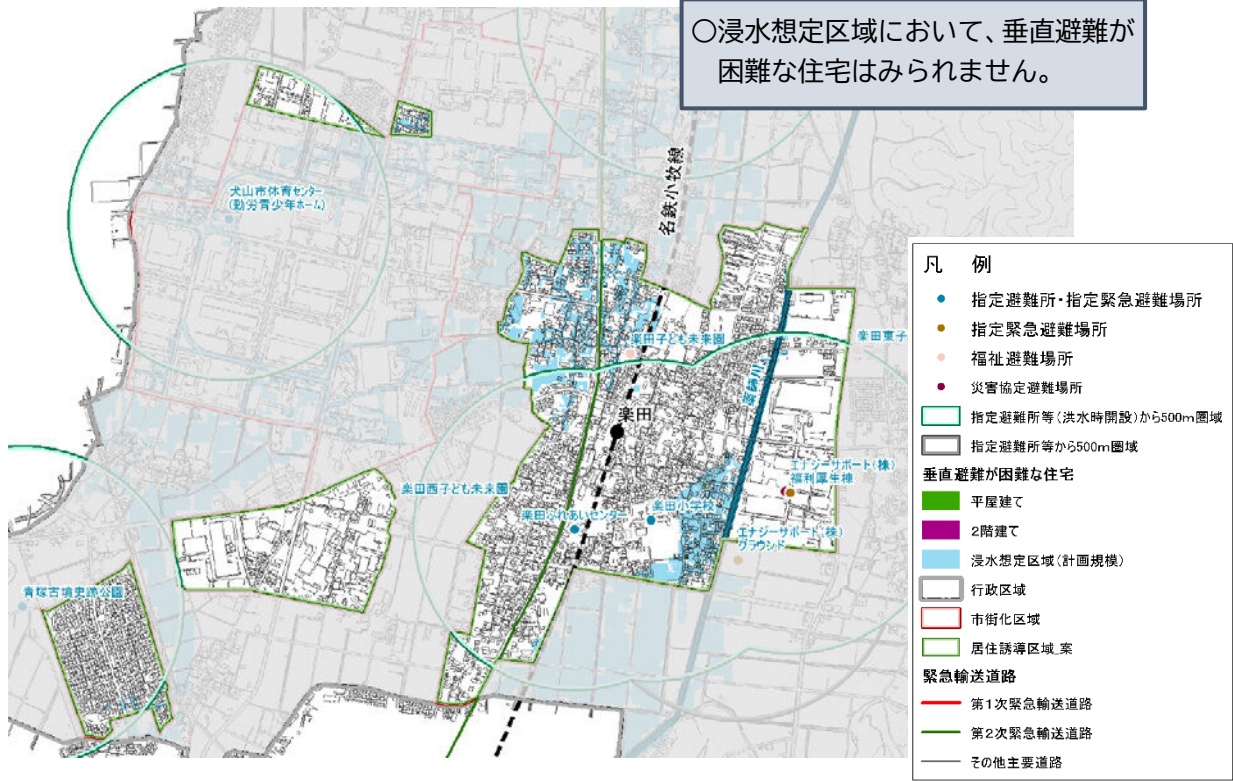 ○浸水想定区域において、垂直避難が
困難な住宅はみられません。
名鉄小牧線
犬山市体育センター
(勤労青少年ホーム)
楽田子ども未来園
楽田東子
薬師川
楽田
エナジーサポート(株)
福利厚生棟
楽田西子ども未来園
楽田ふれあいセンター
楽田小学校
エナジーサポート(株)
グラウンド
青塚古墳史跡公園
凡 例
指定避難所・指定緊急避難場所
指定緊急避難場所
福祉避難場所
災害協定避難場所
指定避難所等(洪水時開設)から500m圏域
指定避難所等から500m圏域
垂直避難が困難な住宅
平屋建て
2階建て
浸水想定区域(計画規模)
行政区域
市街化区域
居住誘導区域_案
緊急輸送道路
第1次緊急輸送道路
第2次緊急輸送道路
その他主要道路